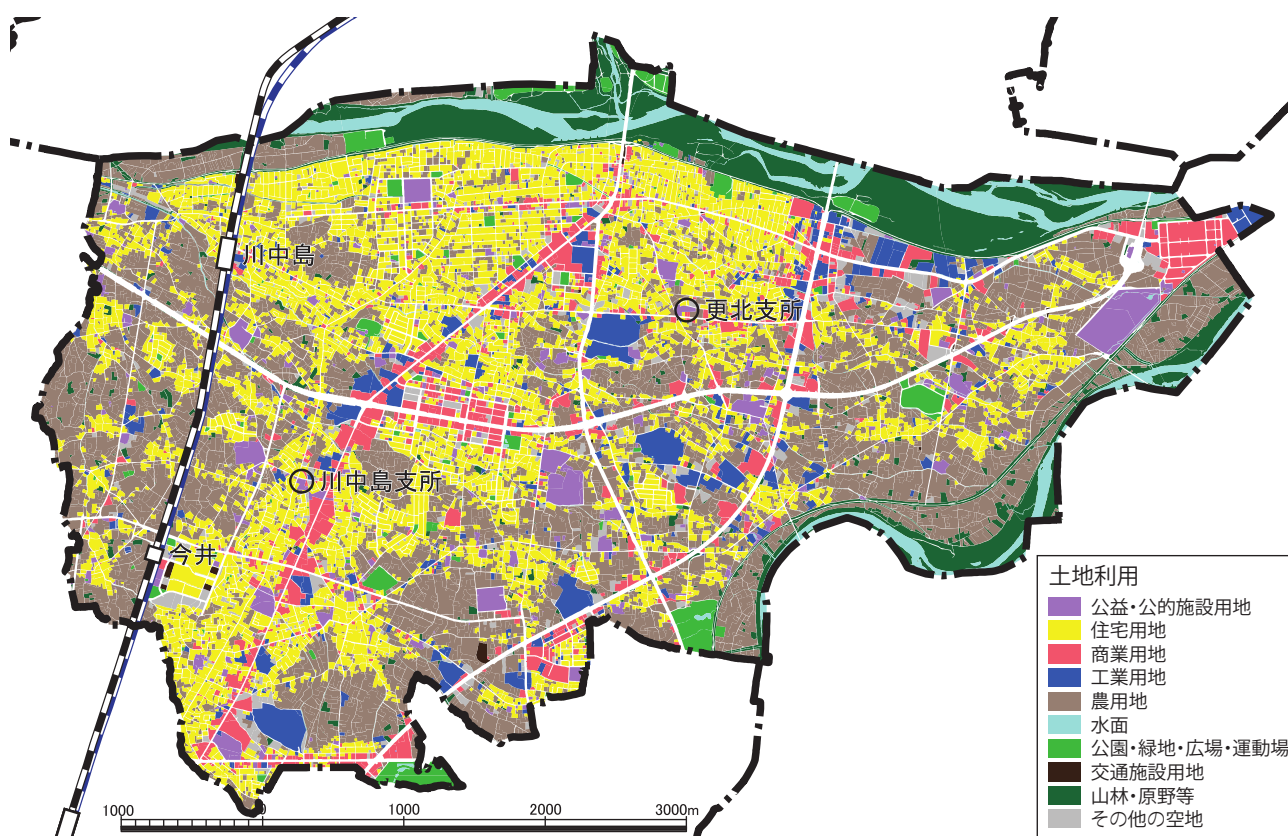 川中島
更北支所
川中島支所
今井
土地利用
公益・公的施設用地
住宅用地
商業用地
工業用地
農用地
水面
公園・緑地・広場・運動場
交通施設用地
山林・原野等
その他の空地
1000 0 1000 2000 3000m